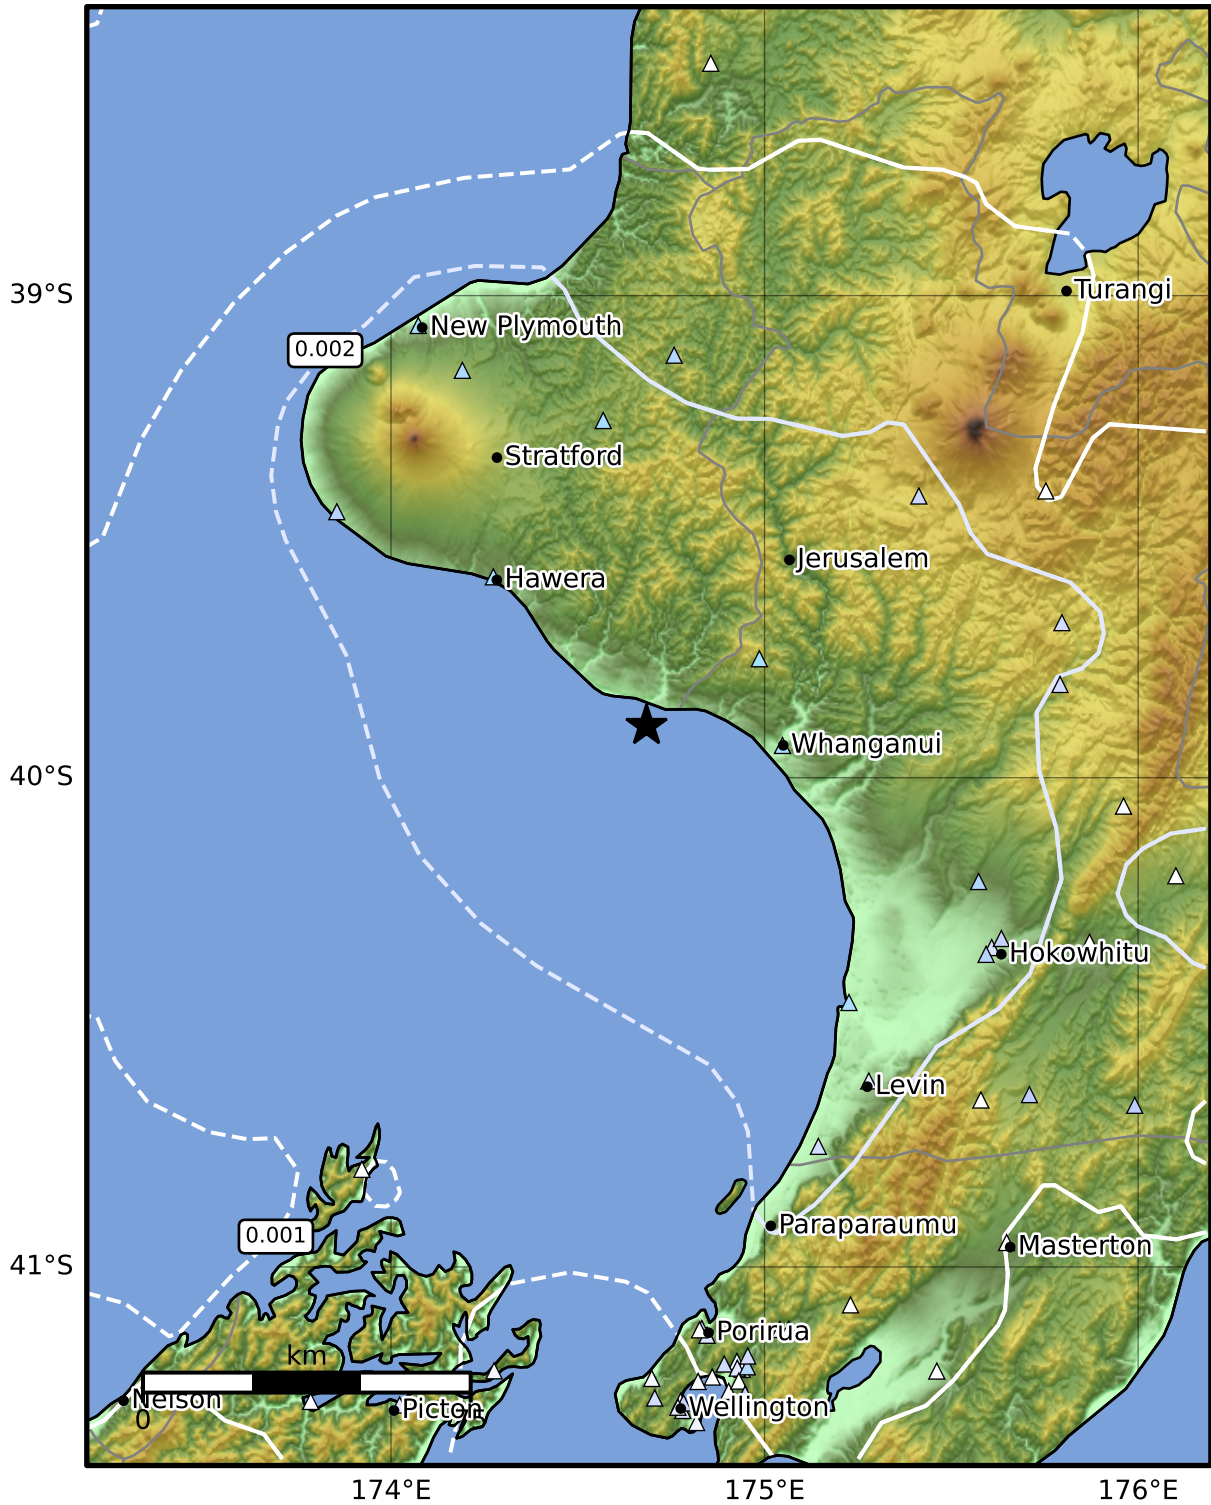 39°S
Turangi
New Plymouth
0.002
Stratford
Jerusalem
Hawera
Whanganui
40°S
Hokowhitu
Levin
Paraparaumu
0.001
Masterton
41°S
Porirua
km
Nelson
Picton
Wellington
0
174°E
175°E
176°E